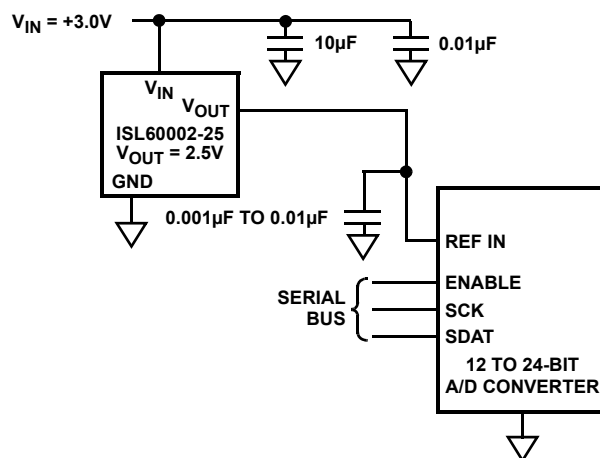 V_IN = +3.0V
10µF
0.01µF
V_IN
V_OUT
ISL60002-25
V_OUT = 2.5V
GND
0.001µF TO 0.01µF
REF IN
ENABLE
SERIAL
BUS
SCK
SDAT
12 TO 24-BIT
A/D CONVERTER